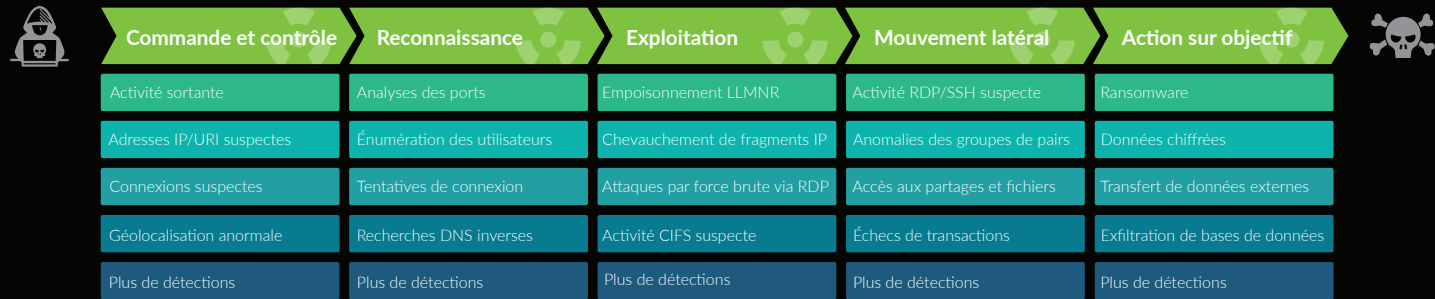 Commande et contrôle
Reconnaissance
Exploitation
Mouvement latéral
Action sur objectif
Activité sortante
Analyses des ports
Empoisonnement LLMNR
Activité RDP/SSH suspecte
Ransomware
Adresses IP/URI suspectes
Énumération des utilisateurs
Chevauchement de fragments IP
Anomalies des groupes de pairs
Données chiffrées
Connexions suspectes
Tentatives de connexion
Attaques par force brute via RDP
Accès aux partages et fichiers
Transfert de données externes
Géolocalisation anormale
Recherches DNS inverses
Activité CIFS suspecte
Échecs de transactions
Exfiltration de bases de données
Plus de détections
Plus de détections
Plus de détections
Plus de détections
Plus de détections